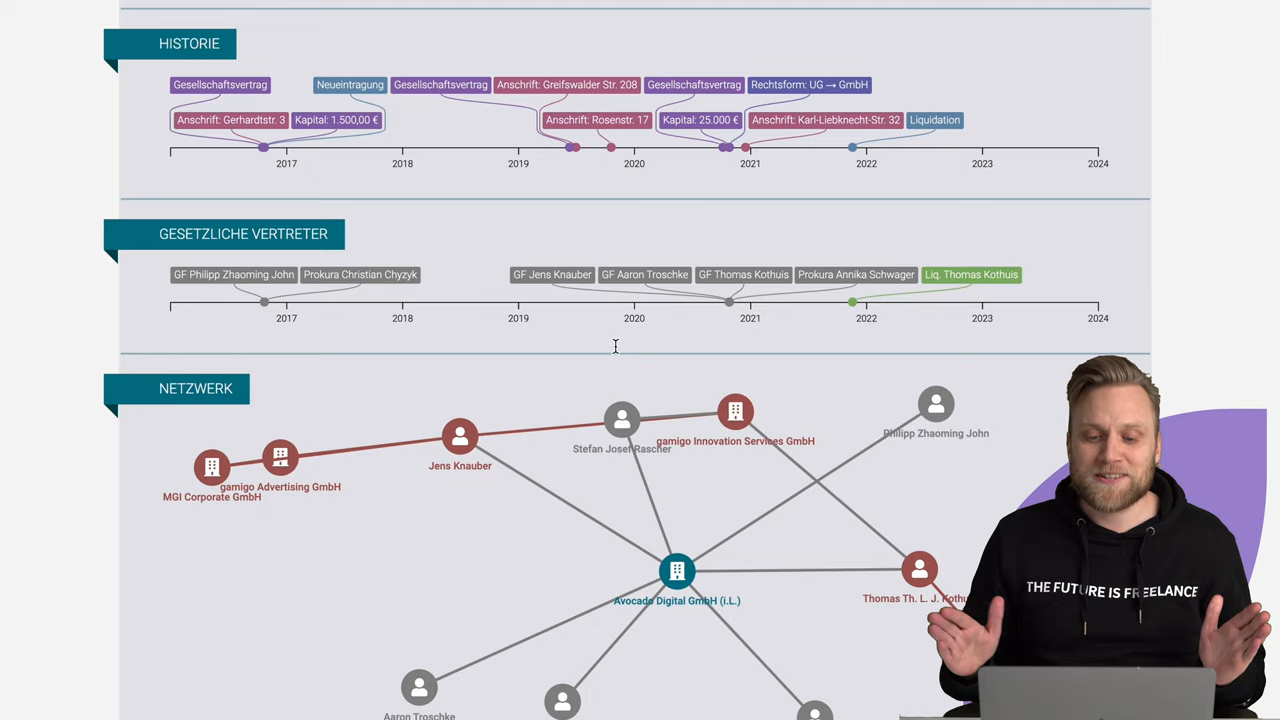 HISTORIE
Gesellschaftsvertrag Neueintragung Gesellschaftsvertrag Anschrift: Greifswalder Str. 208 Gesellschaftsvertrag Rechtsform: UG → GmbH
Anschrift: Gerhardtstr. 3 Kapital: 1.500,00 € Anschrift: Rosenstr. 17 Kapital: 25.000 € Anschrift: Karl-Liebknecht-Str. 32 Liquidation
2017 2018 2019 2020 2021 2022 2023 2024
GESETZLICHE VERTRETER
GF Philipp Zhaoming John Prokura Christian Chyzyk GF Jens Knauber GF Aaron Troschke GF Thomas Kothuis Prokura Annika Schwager Liq. Thomas Kothuis
2017 2018 2019 2020 2021 2022 2023 2024
NETZWERK
Philipp Zhaoming John
gamigo Innovation Services GmbH
Stefan Josef Rascher
Jens Knauber
gamigo Advertising GmbH
MGI Corporate GmbH
THE FUTURE IS FREELANCE
Avocado Digital GmbH (i.L.)
Thomas Th. L. J. Kothu
Aaron Troschke